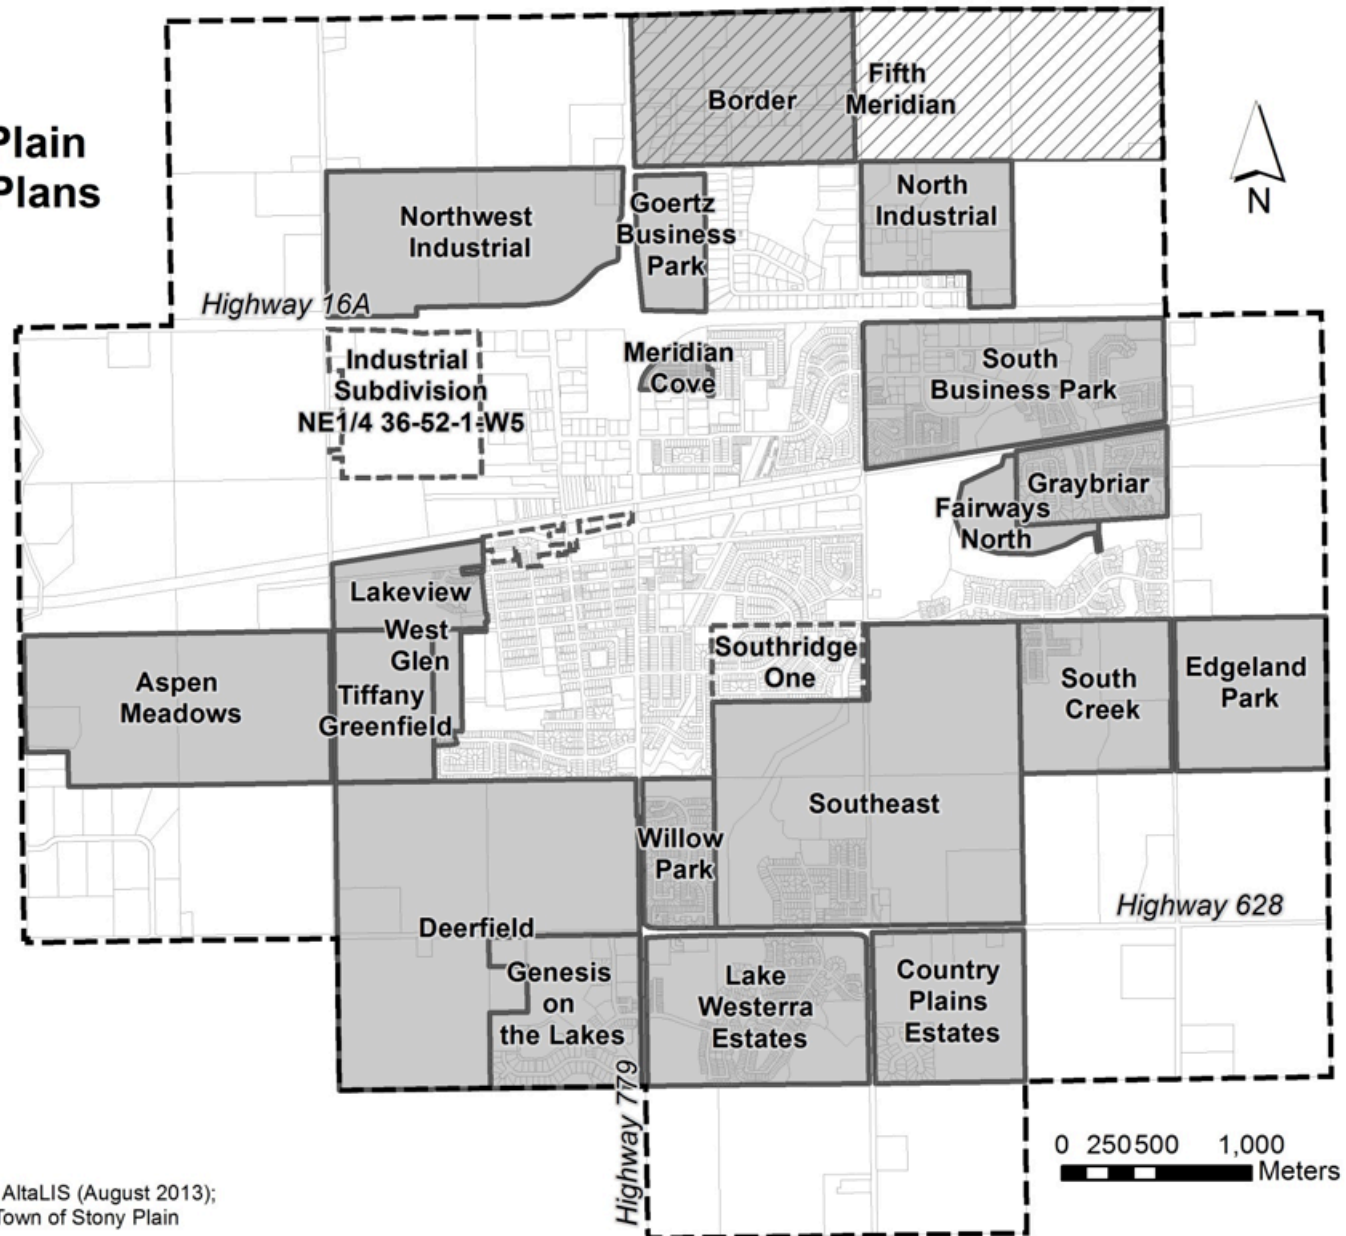 Plain
Plans
Border
Fifth
Meridian
N
Northwest
Industrial
Goertz
Business
Park
North
Industrial
Highway 16A
Industrial
Subdivision
NE1/4 36-52-1-W5
Meridian
Cove
South
Business Park
Graybriar
Fairways
North
Lakeview
West
Glen
Tiffany
Greenfield
Aspen
Meadows
Southridge
One
South
Creek
Edgeland
Park
Southeast
Willow
Park
Highway 628
Deerfield
Genesis
on
the Lakes
Lake
Westerra
Estates
Country
Plains
Estates
Highway 779
0 250 500 1,000
Meters
AltaLIS (August 2013);
Town of Stony Plain